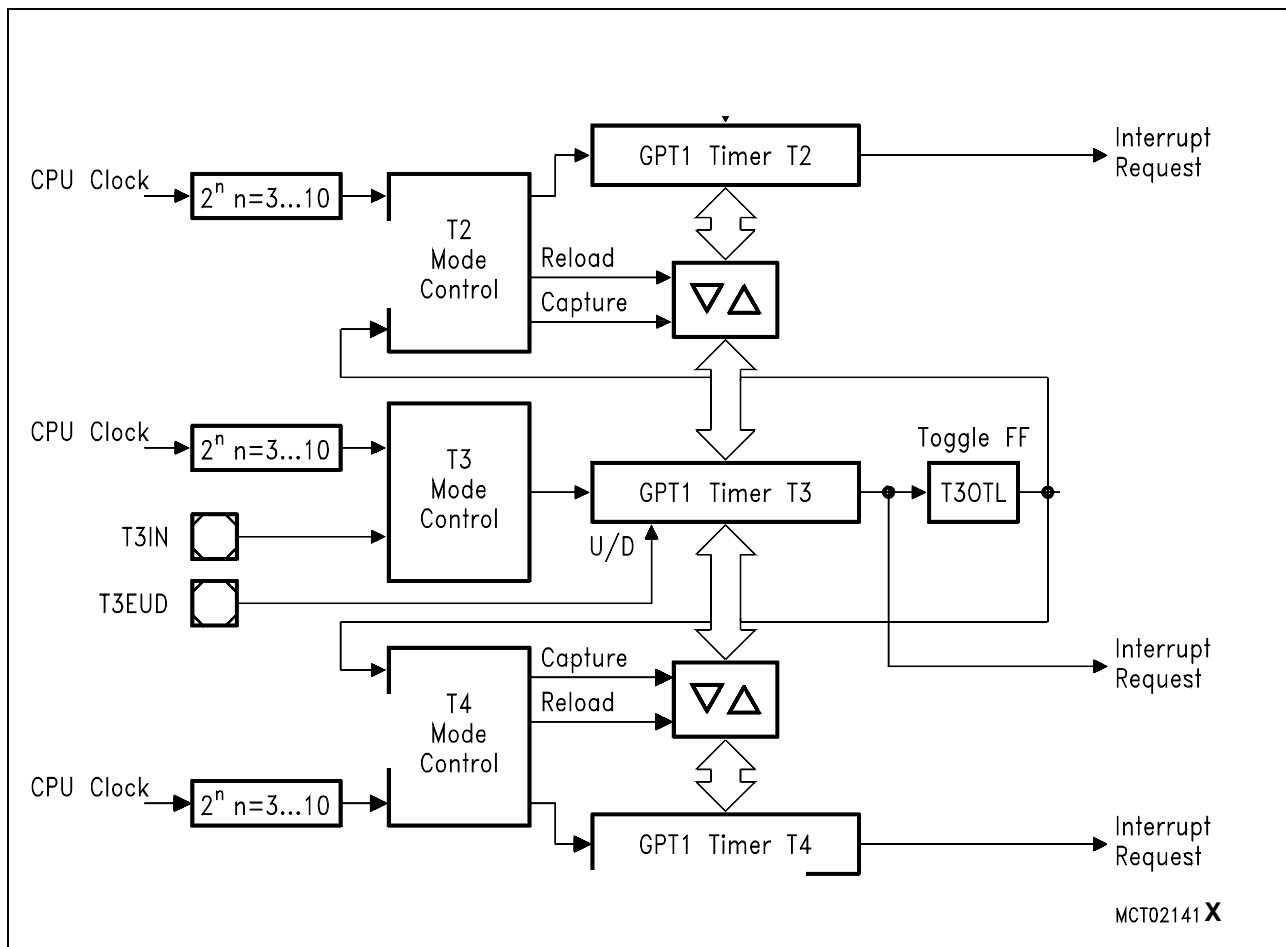 GPT1 Timer T2
Interrupt
Request
CPU Clock
2ⁿ n=3...10
T2
Mode
Control
Reload
Capture
CPU Clock
2ⁿ n=3...10
T3
Mode
Control
GPT1 Timer T3
Toggle FF
T3OTL
T3IN
U/D
T3EUD
Interrupt
Request
Capture
Reload
T4
Mode
Control
CPU Clock
2ⁿ n=3...10
GPT1 Timer T4
Interrupt
Request
MCT02141 X